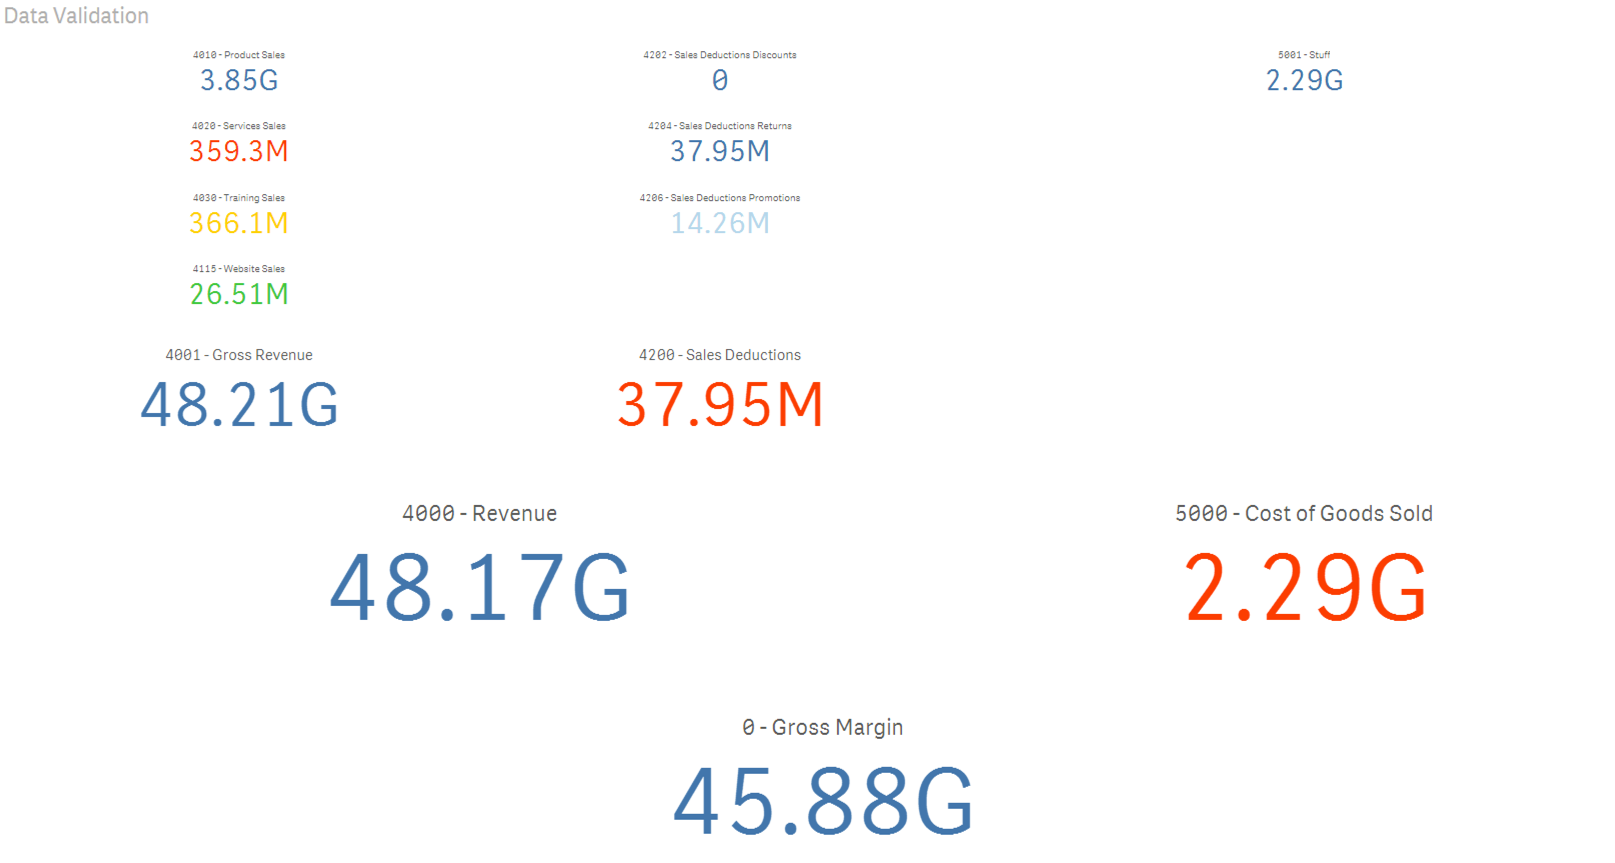 Data Validation
4010 - Product Sales
3.85G
4202 - Sales Deductions Discounts
0
5001 - Stuff
2.29G
4020 - Services Sales
359.3M
4204 - Sales Deductions Returns
37.95M
4030 - Training Sales
366.1M
4206 - Sales Deductions Promotions
14.26M
4115 - Website Sales
26.51M
4001 - Gross Revenue
48.21G
4200 - Sales Deductions
37.95M
4000 - Revenue
48.17G
5000 - Cost of Goods Sold
2.29G
0 - Gross Margin
45.88G